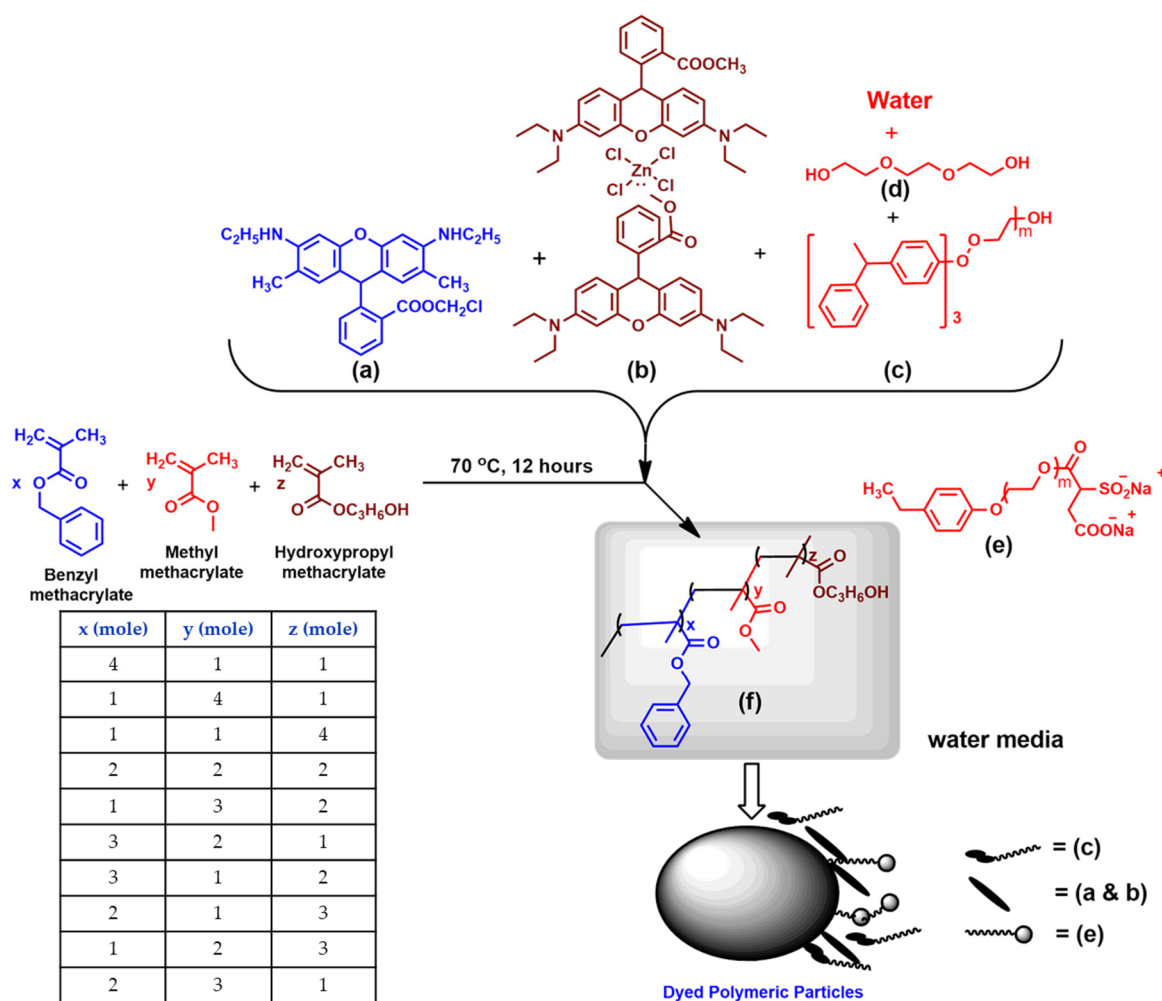 COOCH3
N
O
N
Cl
Cl
Zn
Cl
Cl
O
O
N
O
N
(b)
C2H5HN
O
NHC2H5
H3C
CH3
COOCH2Cl
(a)
+
+
Water
+
HO
O
O
OH
(d)
+
O
O
m
OH
3
(c)
H2C
CH3
x
O
O
Benzyl
methacrylate
+
H2C
CH3
y
O
O
Methyl
methacrylate
+
H2C
CH3
z
O
OC3H6OH
Hydroxypropyl
methacrylate
70 °C, 12 hours
H3C
O
O
m
O
SO2Na
− +
COONa
− +
(e)
x
O
O
y
O
O
z
O
OC3H6OH
(f)
water media
x (mole) y (mole) z (mole)
4 1 1
1 4 1
1 1 4
2 2 2
1 3 2
3 2 1
3 1 2
2 1 3
1 2 3
2 3 1
= (c)
= (a & b)
= (e)
Dyed Polymeric Particles